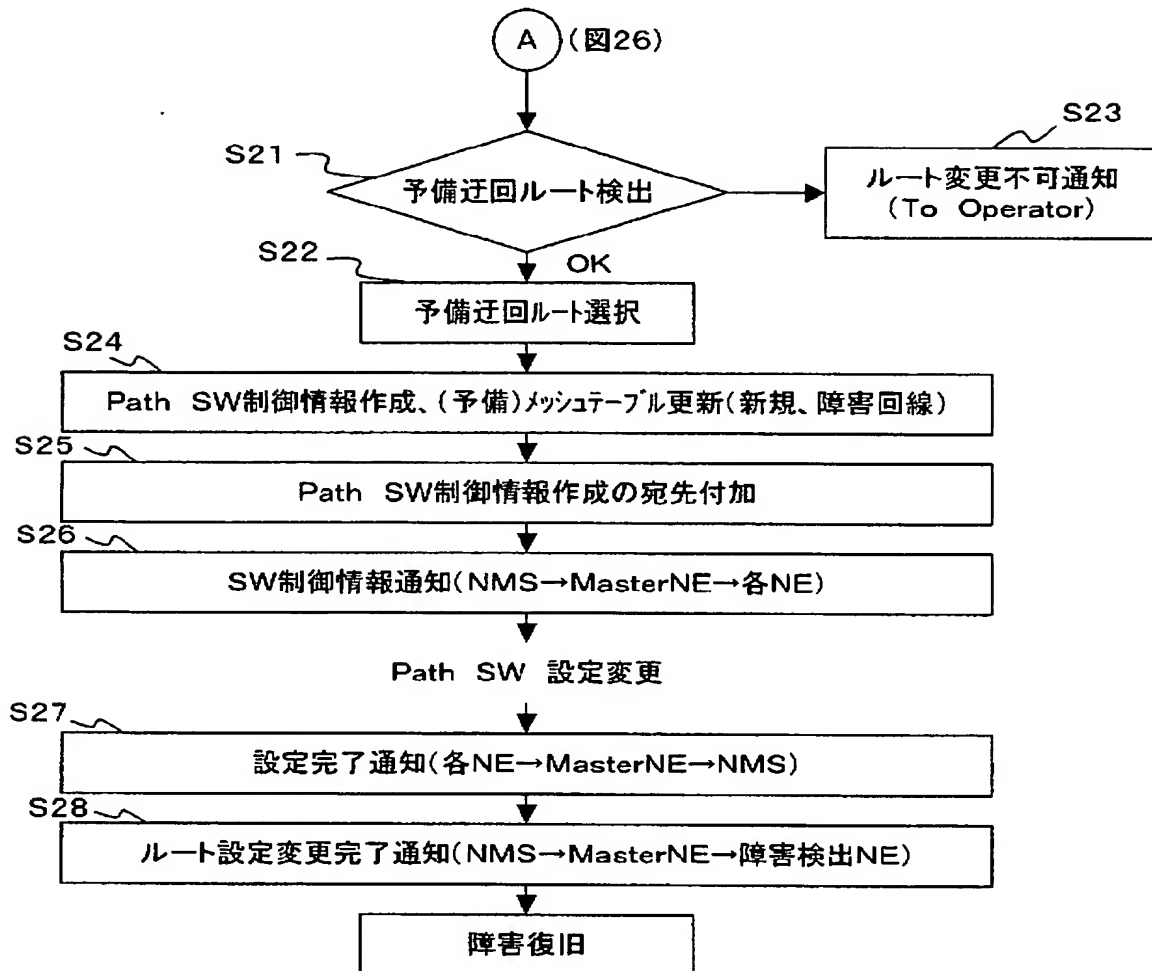 A (図26)
S21
予備迂回ルート検出
S23
ルート変更不可通知
(To Operator)
S22
OK
予備迂回ルート選択
S24
Path SW制御情報作成、(予備)メッシュテーブル更新(新規、障害回線)
S25
Path SW制御情報作成の宛先付加
S26
SW制御情報通知(NMS→MasterNE→各NE)
Path SW 設定変更
S27
設定完了通知(各NE→MasterNE→NMS)
S28
ルート設定変更完了通知(NMS→MasterNE→障害検出NE)
障害復旧